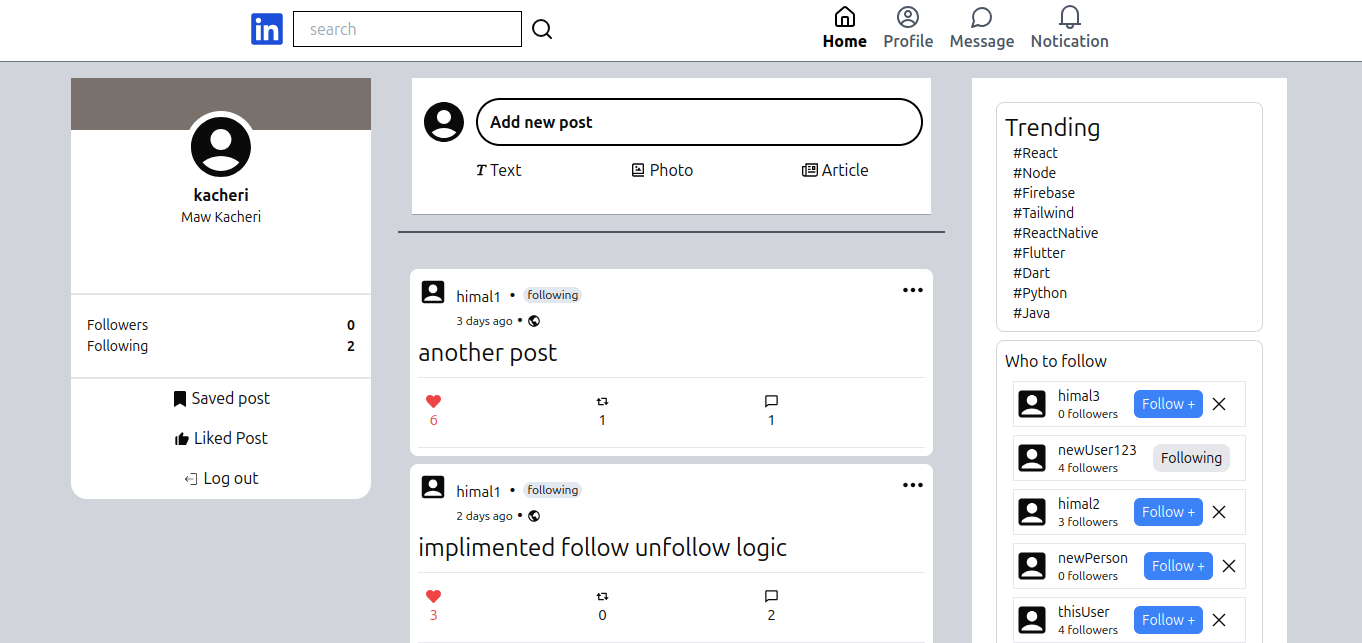 in
search
Home Profile Message Notication
kacheri
Maw Kacheri
Followers 0
Following 2
Saved post
Liked Post
Log out
Add new post
T Text Photo Article
himal1 • following
3 days ago •
another post
6 1 1
himal1 • following
2 days ago •
implimented follow unfollow logic
3 0 2
Trending
#React
#Node
#Firebase
#Tailwind
#ReactNative
#Flutter
#Dart
#Python
#Java
Who to follow
himal3
0 followers
Follow +
newUser123
4 followers
Following
himal2
3 followers
Follow +
newPerson
0 followers
Follow +
thisUser
4 followers
Follow +